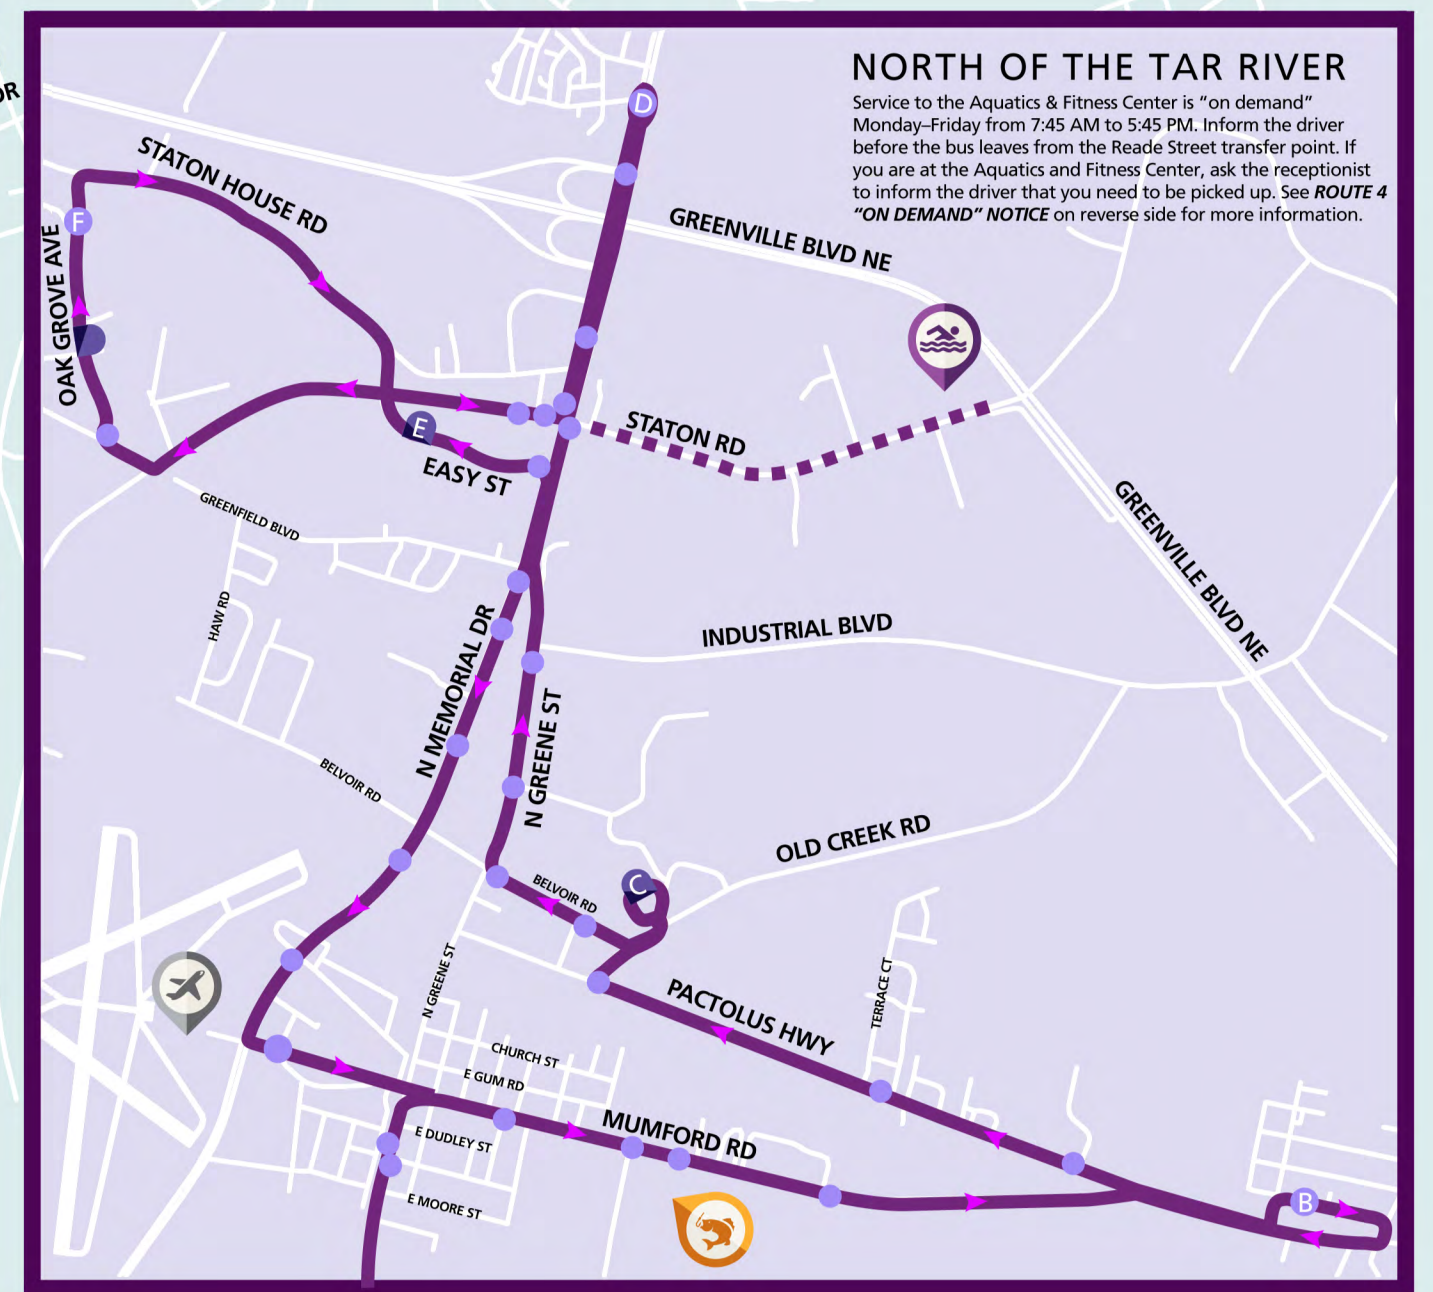 OR
NORTH OF THE TAR RIVER
Service to the Aquatics & Fitness Center is “on demand”
Monday–Friday from 7:45 AM to 5:45 PM. Inform the driver
before the bus leaves from the Reade Street transfer point. If
you are at the Aquatics and Fitness Center, ask the receptionist
to inform the driver that you need to be picked up. See ROUTE 4
“ON DEMAND” NOTICE on reverse side for more information.
D
STATON HOUSE RD
F
OAK GROVE AVE
GREENVILLE BLVD NE
E
EASY ST
STATON RD
GREENFIELD BLVD
HAW RD
GREENVILLE BLVD NE
INDUSTRIAL BLVD
N MEMORIAL DR
N GREENE ST
BELVOIR RD
OLD CREEK RD
C
BELVOIR RD
N GREENE ST
PACTOLUS HWY
TERRACE CT
CHURCH ST
E GUM RD
MUMFORD RD
E DUDLEY ST
E MOORE ST
B